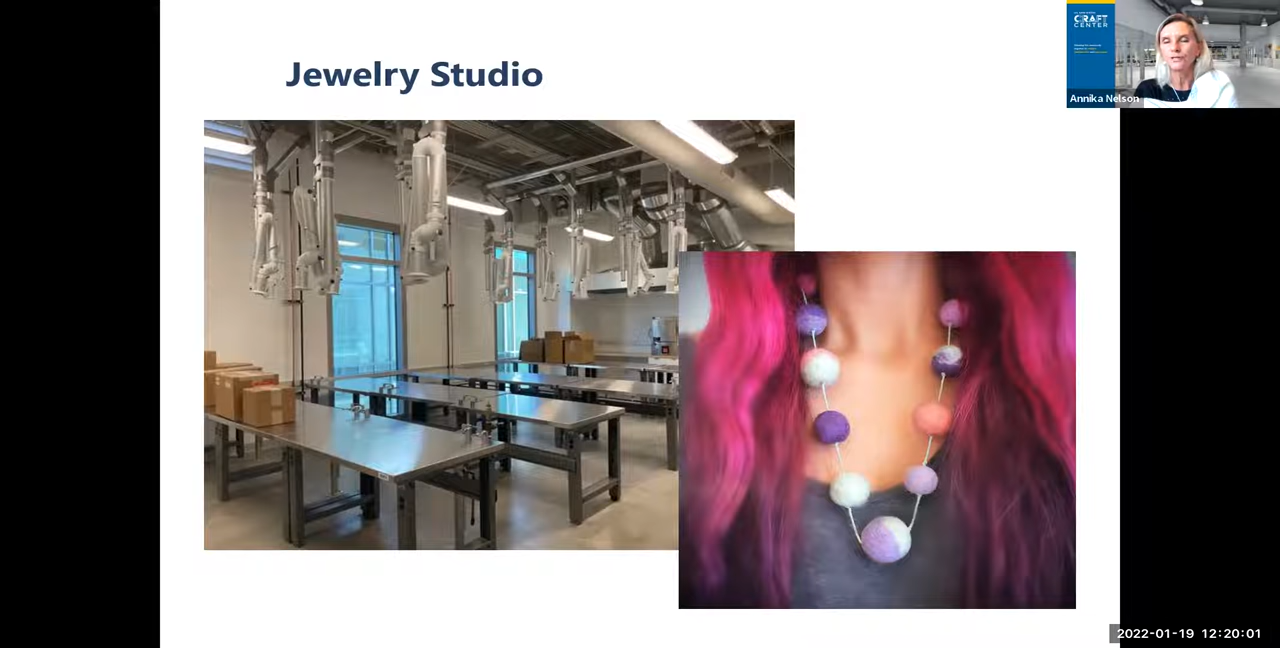 Jewelry Studio
CRAFT
CENTER
Annika Nelson
2022-01-19 12:20:01